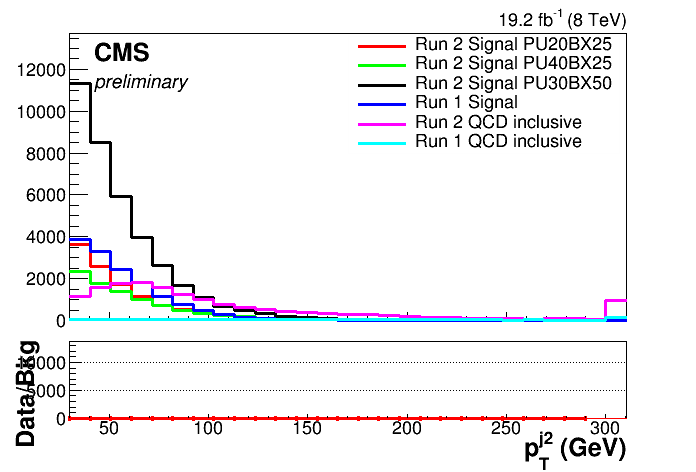 19.2 fb⁻¹ (8 TeV)
CMS
preliminary
Run 2 Signal PU20BX25
Run 2 Signal PU40BX25
Run 2 Signal PU30BX50
Run 1 Signal
Run 2 QCD inclusive
Run 1 QCD inclusive
12000
10000
8000
6000
4000
2000
0
Data/Bkg
0
50 100 150 200 250 300
p_T^j2 (GeV)